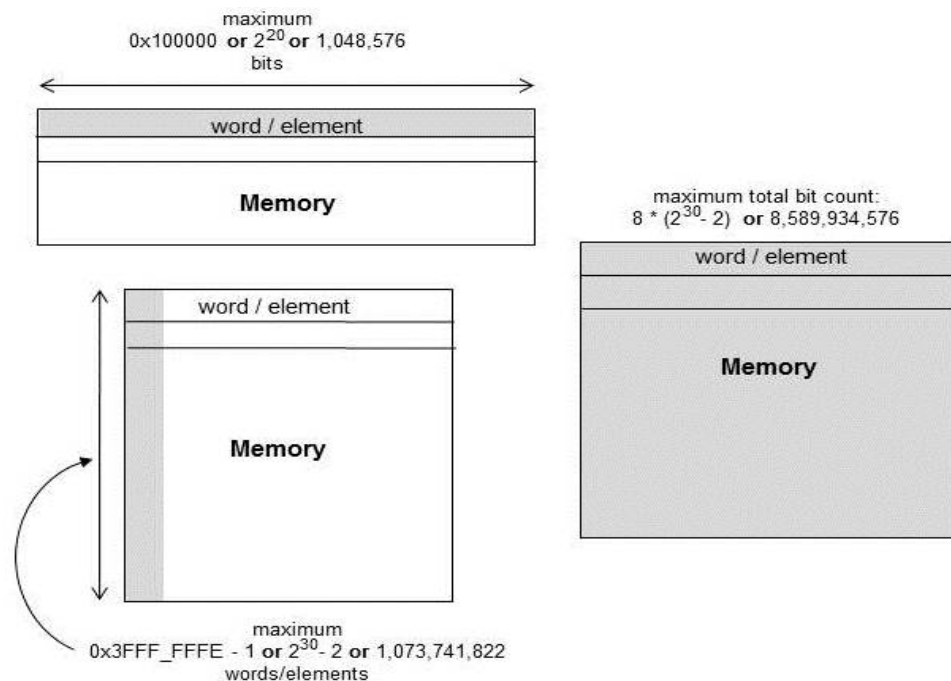 maximum
0x100000 or 2^20 or 1,048,576
bits
word / element
Memory
maximum total bit count:
8 * (2^30- 2) or 8,589,934,576
word / element
Memory
word / element
Memory
maximum
0x3FFF_FFFE - 1 or 2^30- 2 or 1,073,741,822
words/elements